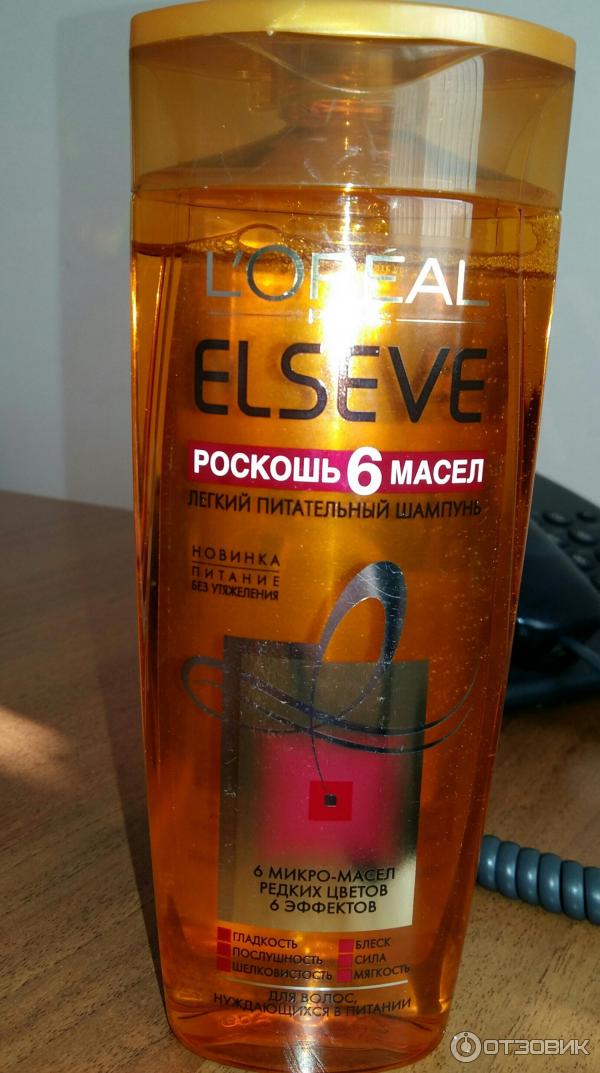 L'ORÉAL
ELSEVE
РОСКОШЬ 6 МАСЕЛ
ЛЕГКИЙ ПИТАТЕЛЬНЫЙ ШАМПУНЬ
НОВИНКА
ПИТАНИЕ
БЕЗ УТЯЖЕЛЕНИЯ
6 МИКРО-МАСЕЛ
РЕДКИХ ЦВЕТОВ
6 ЭФФЕКТОВ
ГЛАДКОСТЬ БЛЕСК
ПОСЛУШНОСТЬ СИЛА
ШЕЛКОВИСТОСТЬ МЯГКОСТЬ
ДЛЯ ВОЛОС,
НУЖДАЮЩИХСЯ В ПИТАНИИ
ОТЗОВИК